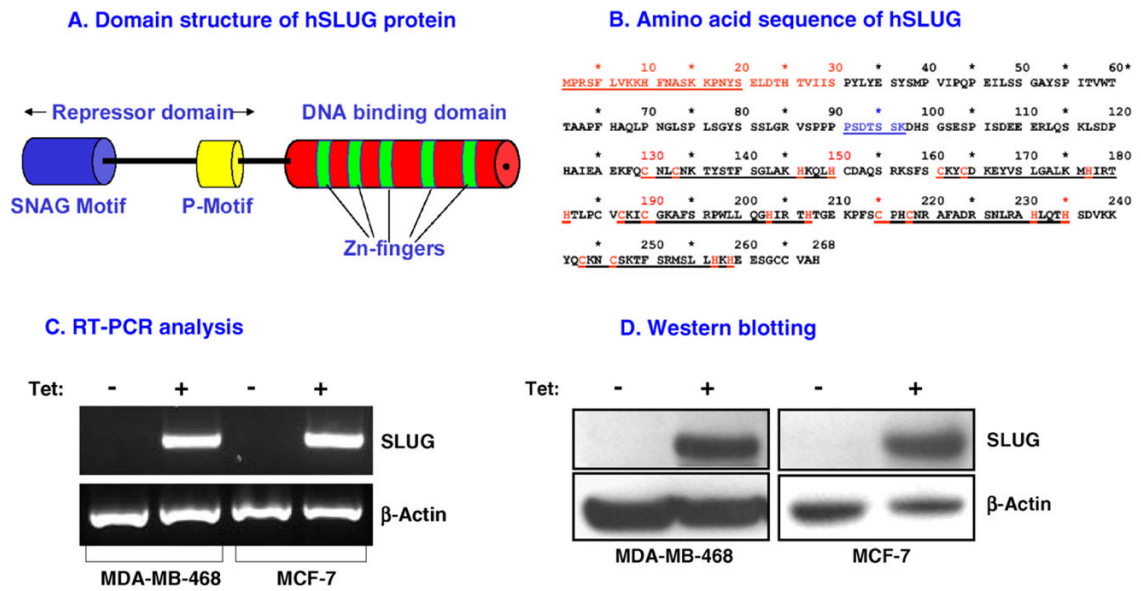 A. Domain structure of hSLUG protein
Repressor domain
DNA binding domain
SNAG Motif
P-Motif
Zn-fingers
B. Amino acid sequence of hSLUG
* 10 * 20 * 30 * 40 * 50 * 60*
MPRSF LVKKH FNASK KPNYS ELDTH TVIIS PYLYE SYSMP VIPQP EILSS GAYSP ITVWT
* 70 * 80 * 90 * 100 * 110 * 120
TAAPF HAQLP NGLSP LSGYS SSLGR VSPPP PSDTS SKDHS GSESP ISDEE ERLQS KLSDP
* 130 * 140 * 150 * 160 * 170 * 180
HAIEA EKFQC NLCNK TYSTF SGLAK HKQLH CDAQS RKSFS CKYCD KEYVS LGALK MHIRT
* 190 * 200 * 210 * 220 * 230 * 240
HTLPC VCKIC GKAFS RPWLL QGHIR THTGE KPFSC PHCNR AFADR SNLRA HLQTH SDVKK
* 250 * 260 * 268
YQCKN CSKTF SRMSL LHKHE ESGCC VAH
C. RT-PCR analysis
Tet: - + - +
SLUG
β-Actin
MDA-MB-468 MCF-7
D. Western blotting
Tet: - + - +
SLUG
β-Actin
MDA-MB-468 MCF-7